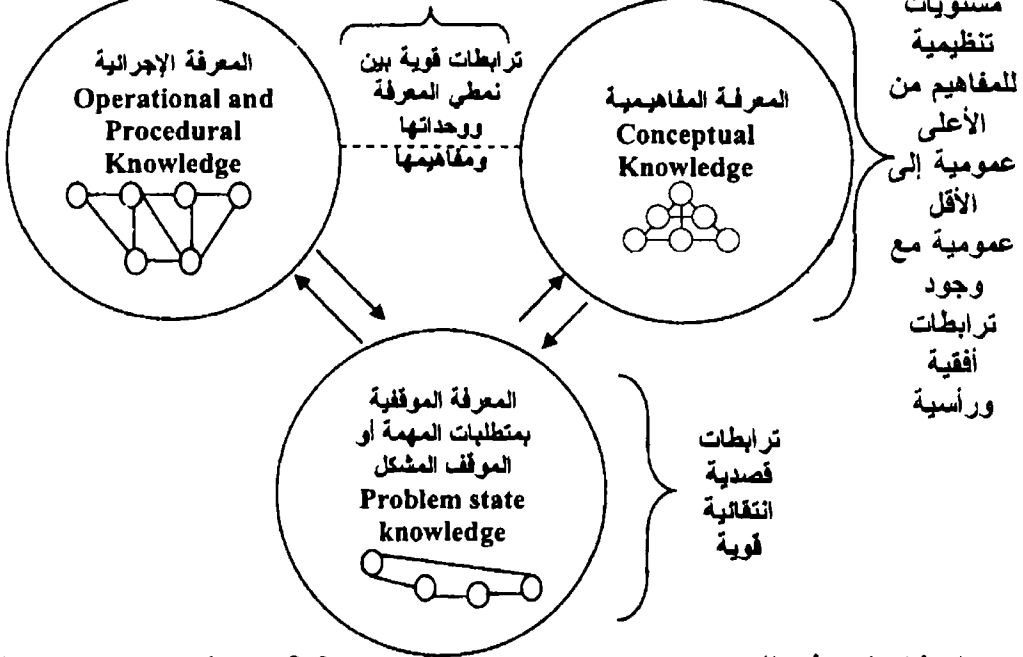 المعرفة الإجرائية
Operational and
Procedural
Knowledge
ترابطات قوية بين
نمطي المعرفة
ووحداتها
ومفاهيمها
المعرفة المفاهيمية
Conceptual
Knowledge
مستويات
تنظيمية
للمفاهيم من
الأعلى
عمومية إلى
الأقل
عمومية مع
وجود
ترابطات
أفقية
ورأسية
المعرفة الموقفية
بمتطلبات المهمة أو
الموقف المشكل
Problem state
knowledge
ترابطات
قصدية
انتقائية
قوية